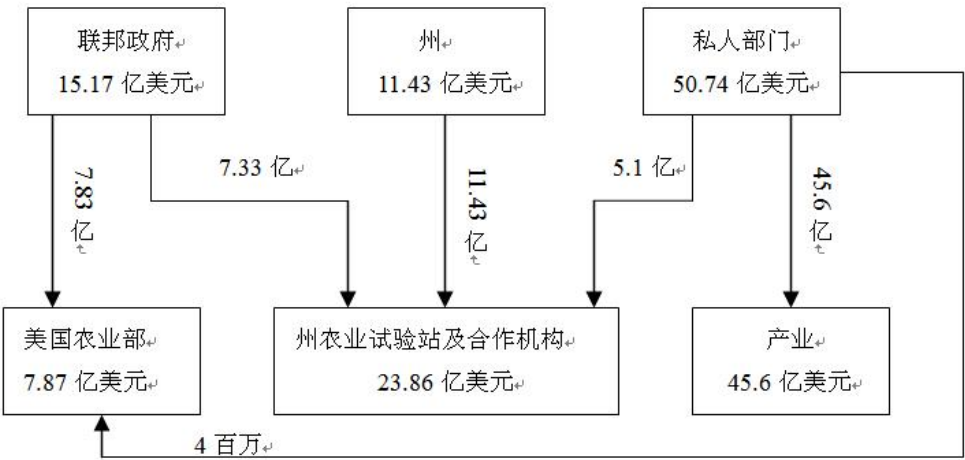 联邦政府
15.17 亿美元
州
11.43 亿美元
私人部门
50.74 亿美元
7.83 亿
7.33 亿
11.43 亿
5.1 亿
45.6 亿
美国农业部
7.87 亿美元
州农业试验站及合作机构
23.86 亿美元
产业
45.6 亿美元
4 百万